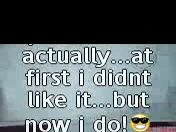 actually...at
first i didnt
like it...but
now i do!😎